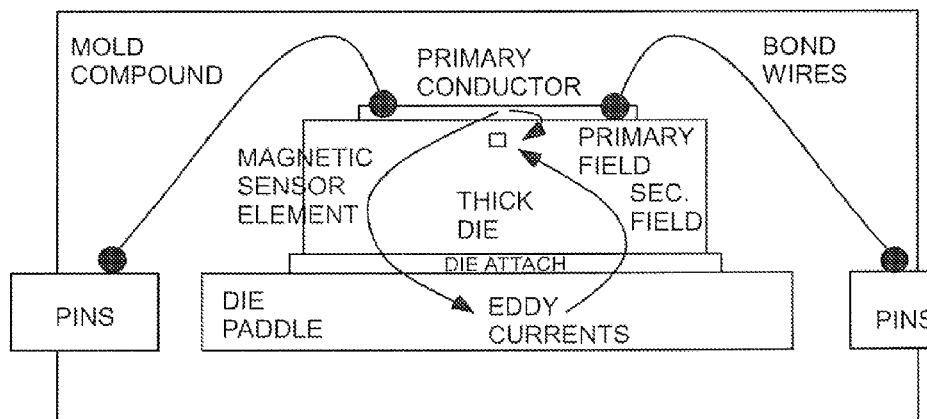 MOLD
COMPOUND
PRIMARY
CONDUCTOR
BOND
WIRES
MAGNETIC
SENSOR
ELEMENT
PRIMARY
FIELD
SEC.
FIELD
THICK
DIE
DIE ATTACH
PINS
DIE
PADDLE
EDDY
CURRENTS
PINS